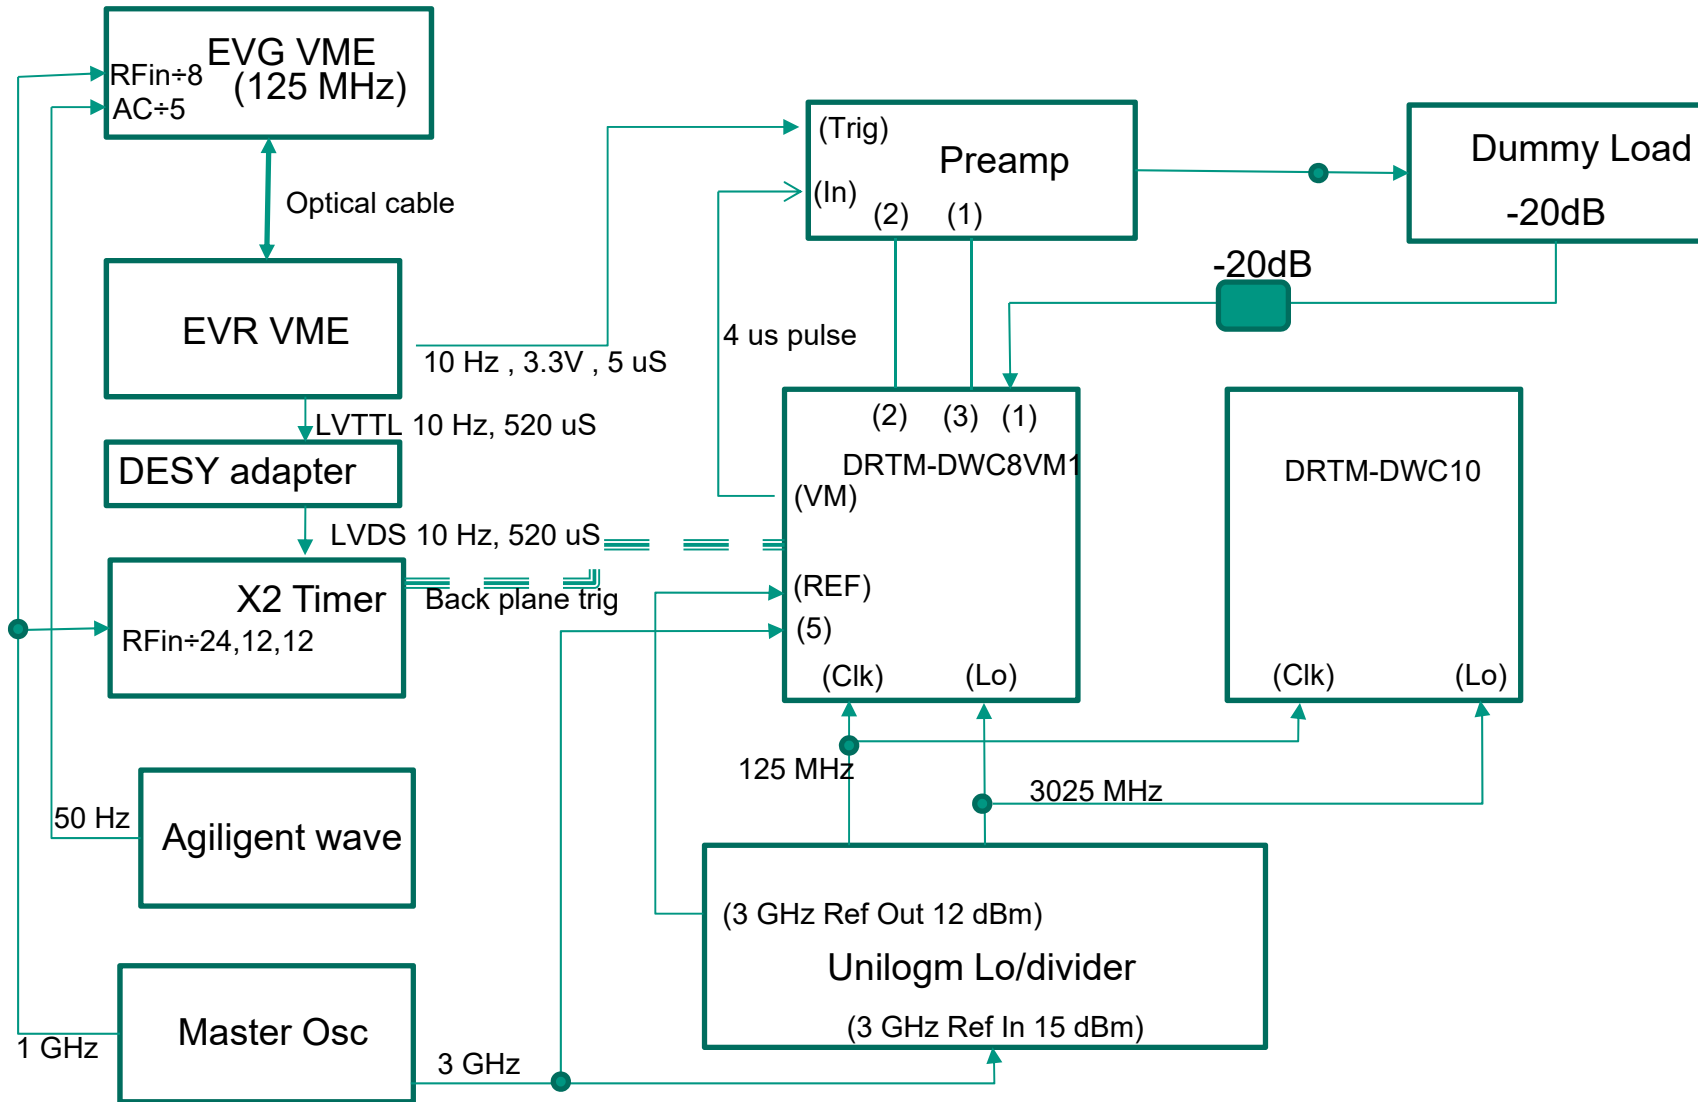 EVG VME
(125 MHz)
RFin÷8
AC÷5
Optical cable
EVR VME
10 Hz , 3.3V , 5 uS
LVTTL 10 Hz, 520 uS
DESY adapter
LVDS 10 Hz, 520 uS
X2 Timer
RFin÷24,12,12
Back plane trig
50 Hz
Agiligent wave
Master Osc
1 GHz
3 GHz
(Trig)
Preamp
(In)
(2)
(1)
Dummy Load
-20dB
-20dB
4 us pulse
(2)
(3)
(1)
DRTM-DWC8VM1
(VM)
(REF)
(5)
(Clk)
(Lo)
DRTM-DWC10
(Clk)
(Lo)
125 MHz
3025 MHz
(3 GHz Ref Out 12 dBm)
Unilogm Lo/divider
(3 GHz Ref In 15 dBm)